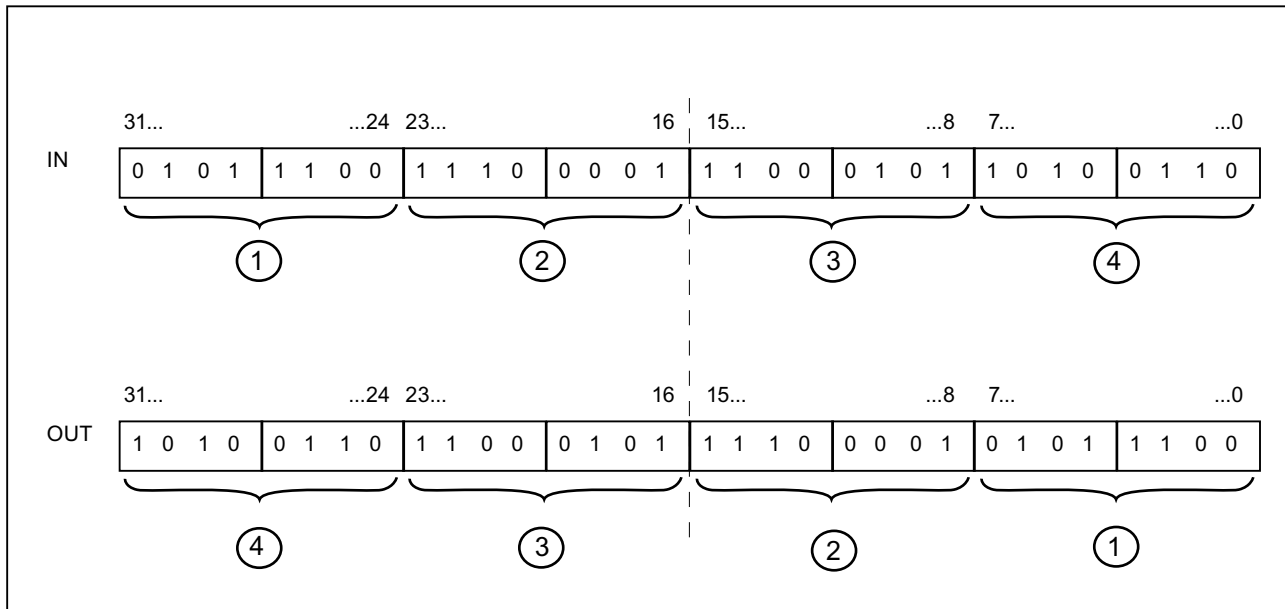 31... ...24 23... 16 15... ...8 7... ...0
IN 0 1 0 1 1 1 0 0 1 1 1 0 0 0 0 1 1 1 0 0 0 1 0 1 1 0 1 0 0 1 1 0
1 2 3 4
31... ...24 23... 16 15... ...8 7... ...0
OUT 1 0 1 0 0 1 1 0 1 1 0 0 0 1 0 1 1 1 1 0 0 0 0 1 0 1 0 1 1 1 0 0
4 3 2 1